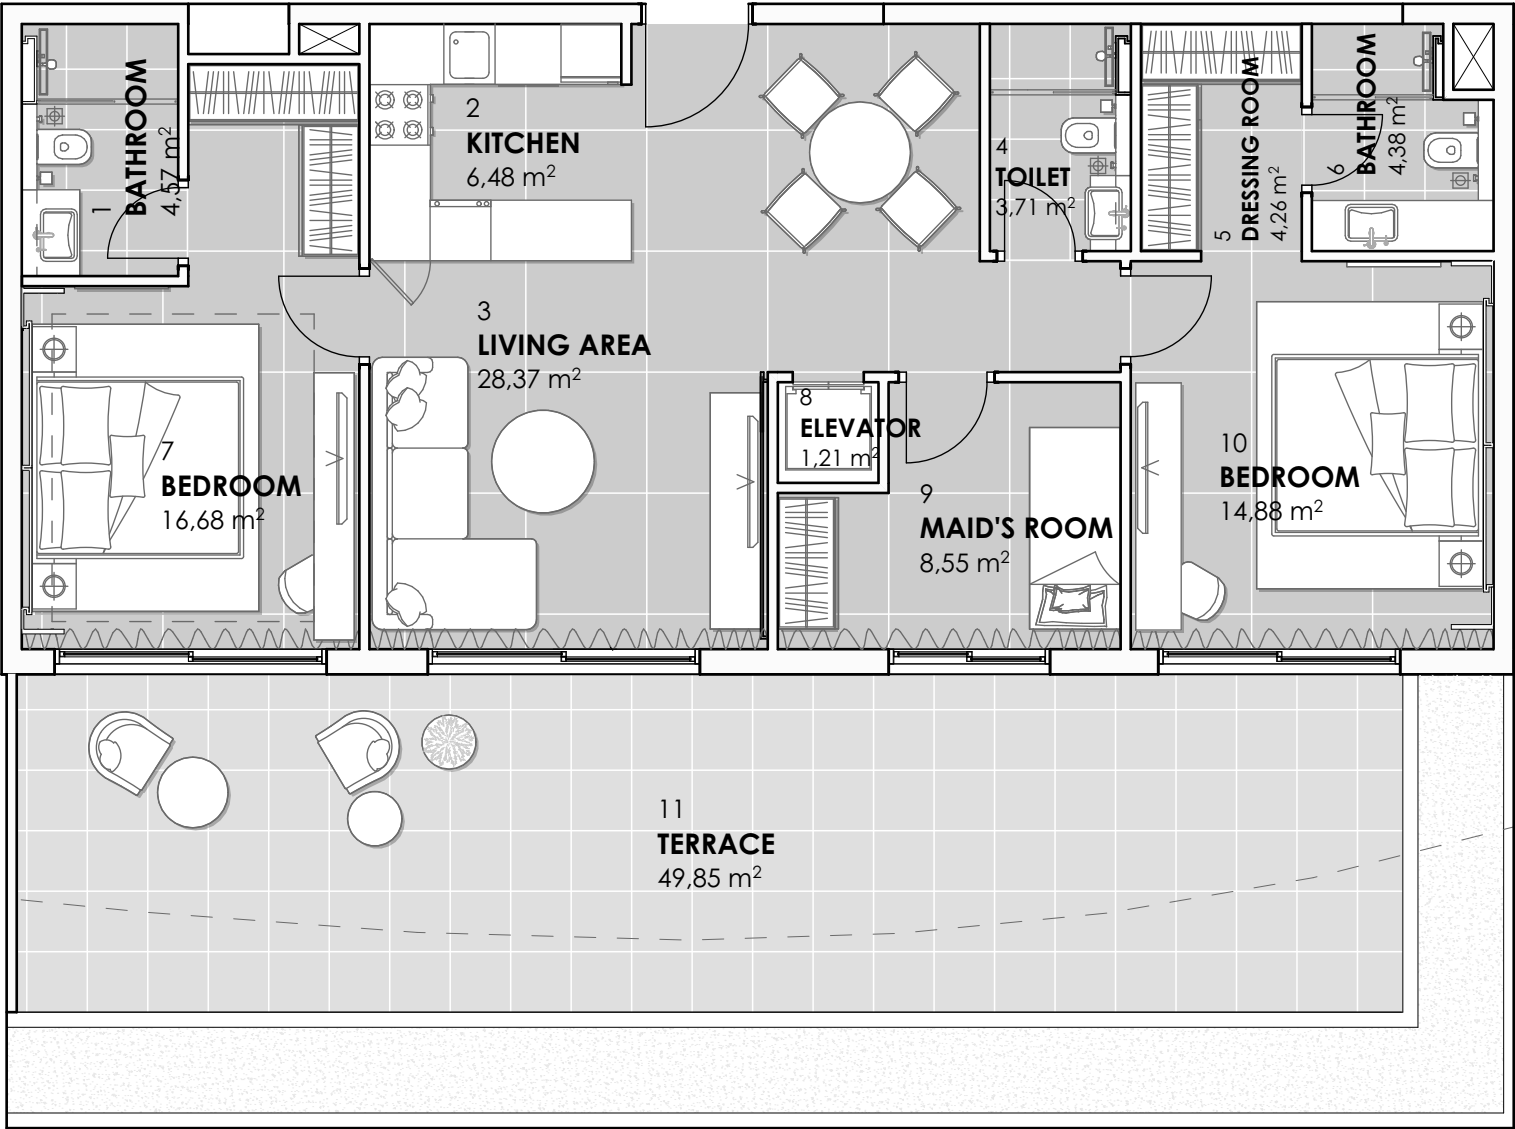 1
BATHROOM
4,57 m²
2
KITCHEN
6,48 m²
3
LIVING AREA
28,37 m²
4
TOILET
3,71 m²
5
DRESSING ROOM
4,26 m²
6
BATHROOM
4,38 m²
7
BEDROOM
16,68 m²
8
ELEVATOR
1,21 m²
9
MAID'S ROOM
8,55 m²
10
BEDROOM
14,88 m²
11
TERRACE
49,85 m²